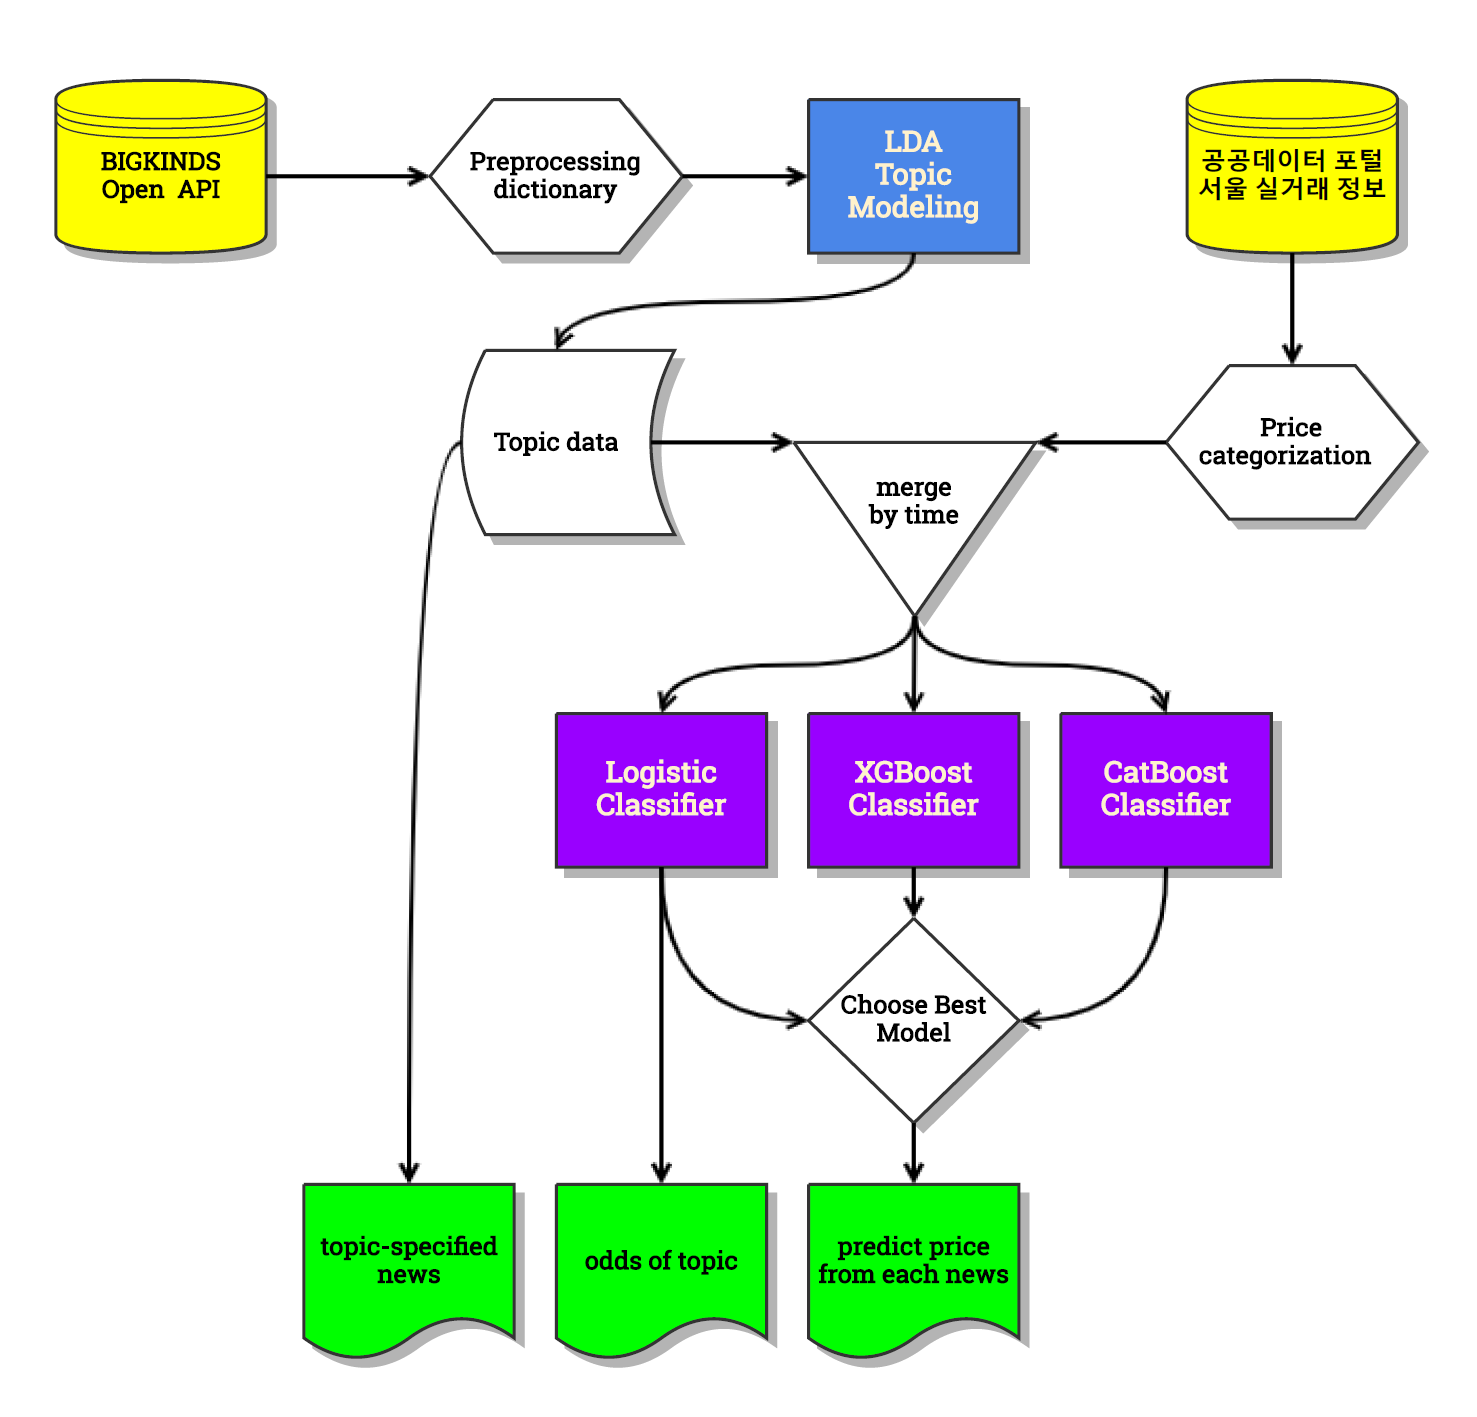 BIGKINDS
Open API
Preprocessing
dictionary
LDA
Topic
Modeling
공공데이터 포털
서울 실거래 정보
Topic data
merge
by time
Price
categorization
Logistic
Classifier
XGBoost
Classifier
CatBoost
Classifier
Choose Best
Model
topic-specified
news
odds of topic
predict price
from each news